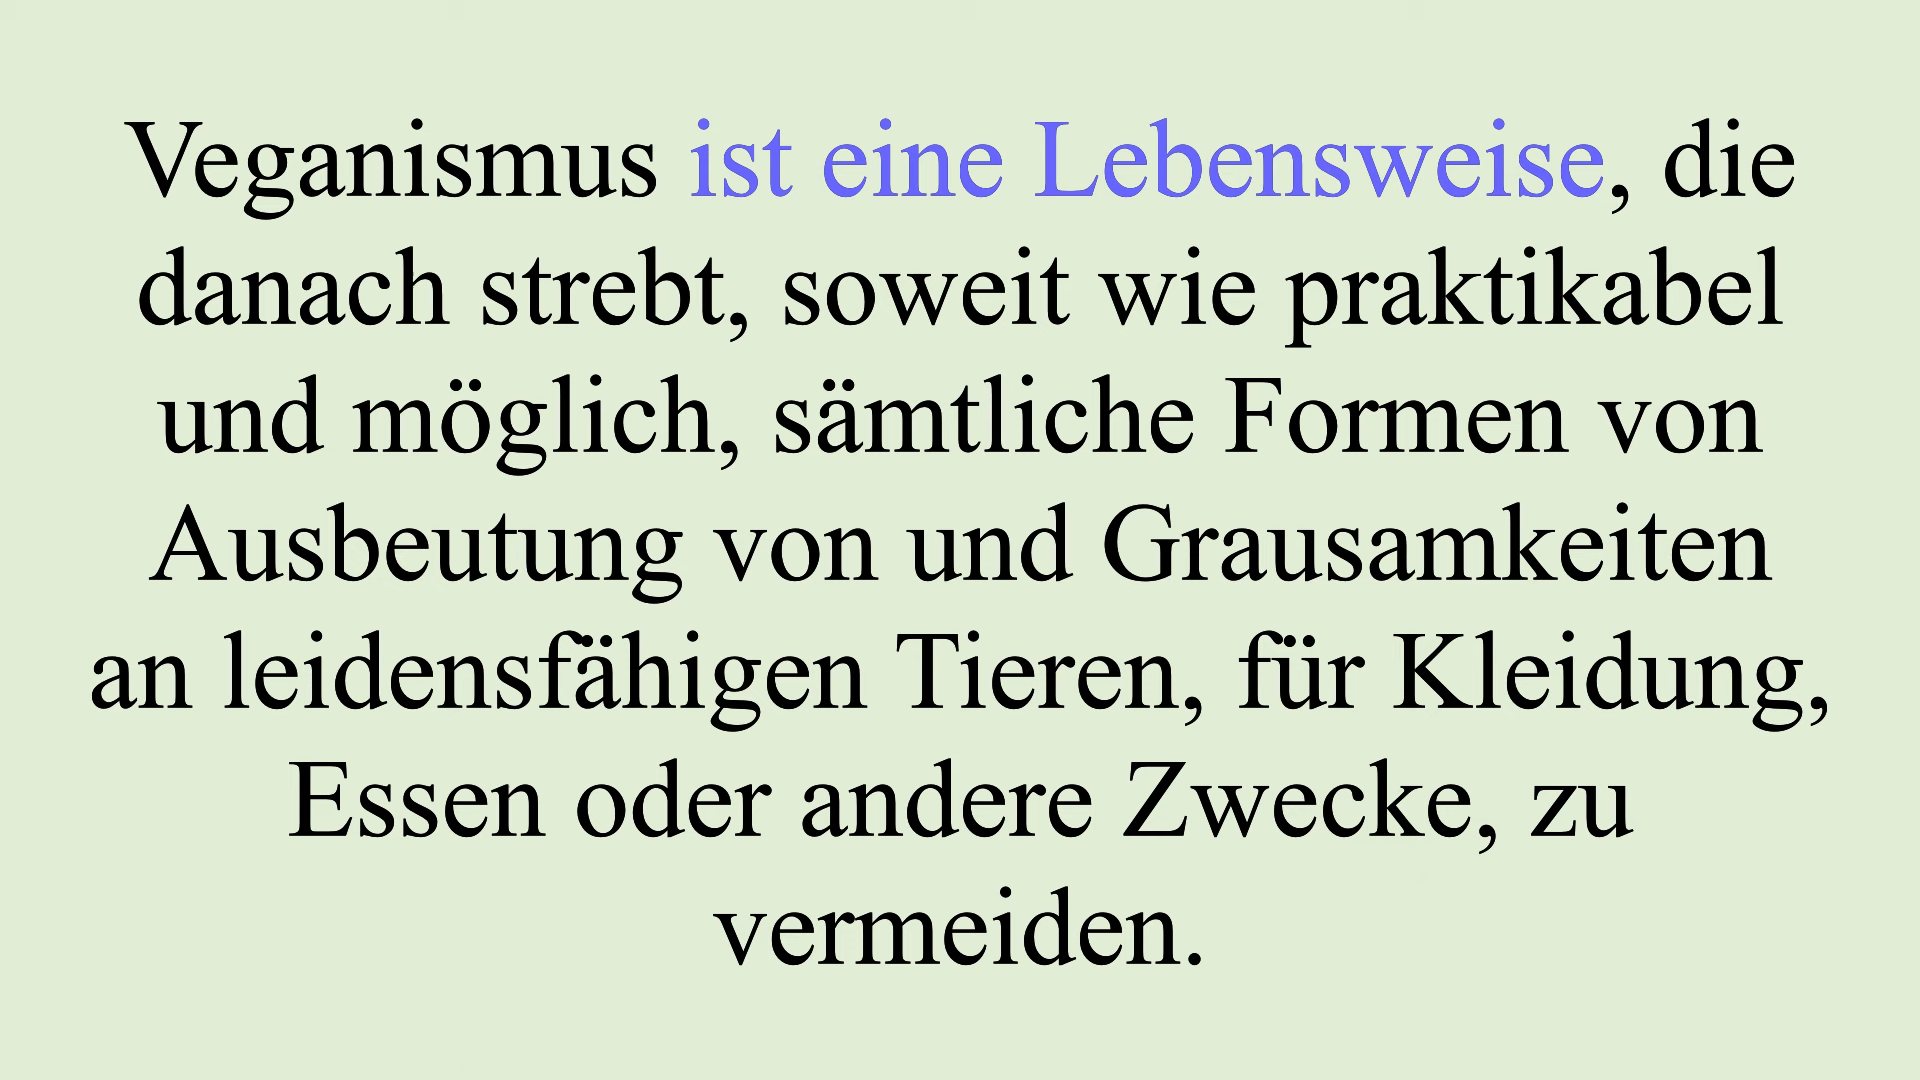 Veganismus ist eine Lebensweise, die
danach strebt, soweit wie praktikabel
und möglich, sämtliche Formen von
Ausbeutung von und Grausamkeiten
an leidensfähigen Tieren, für Kleidung,
Essen oder andere Zwecke, zu
vermeiden.